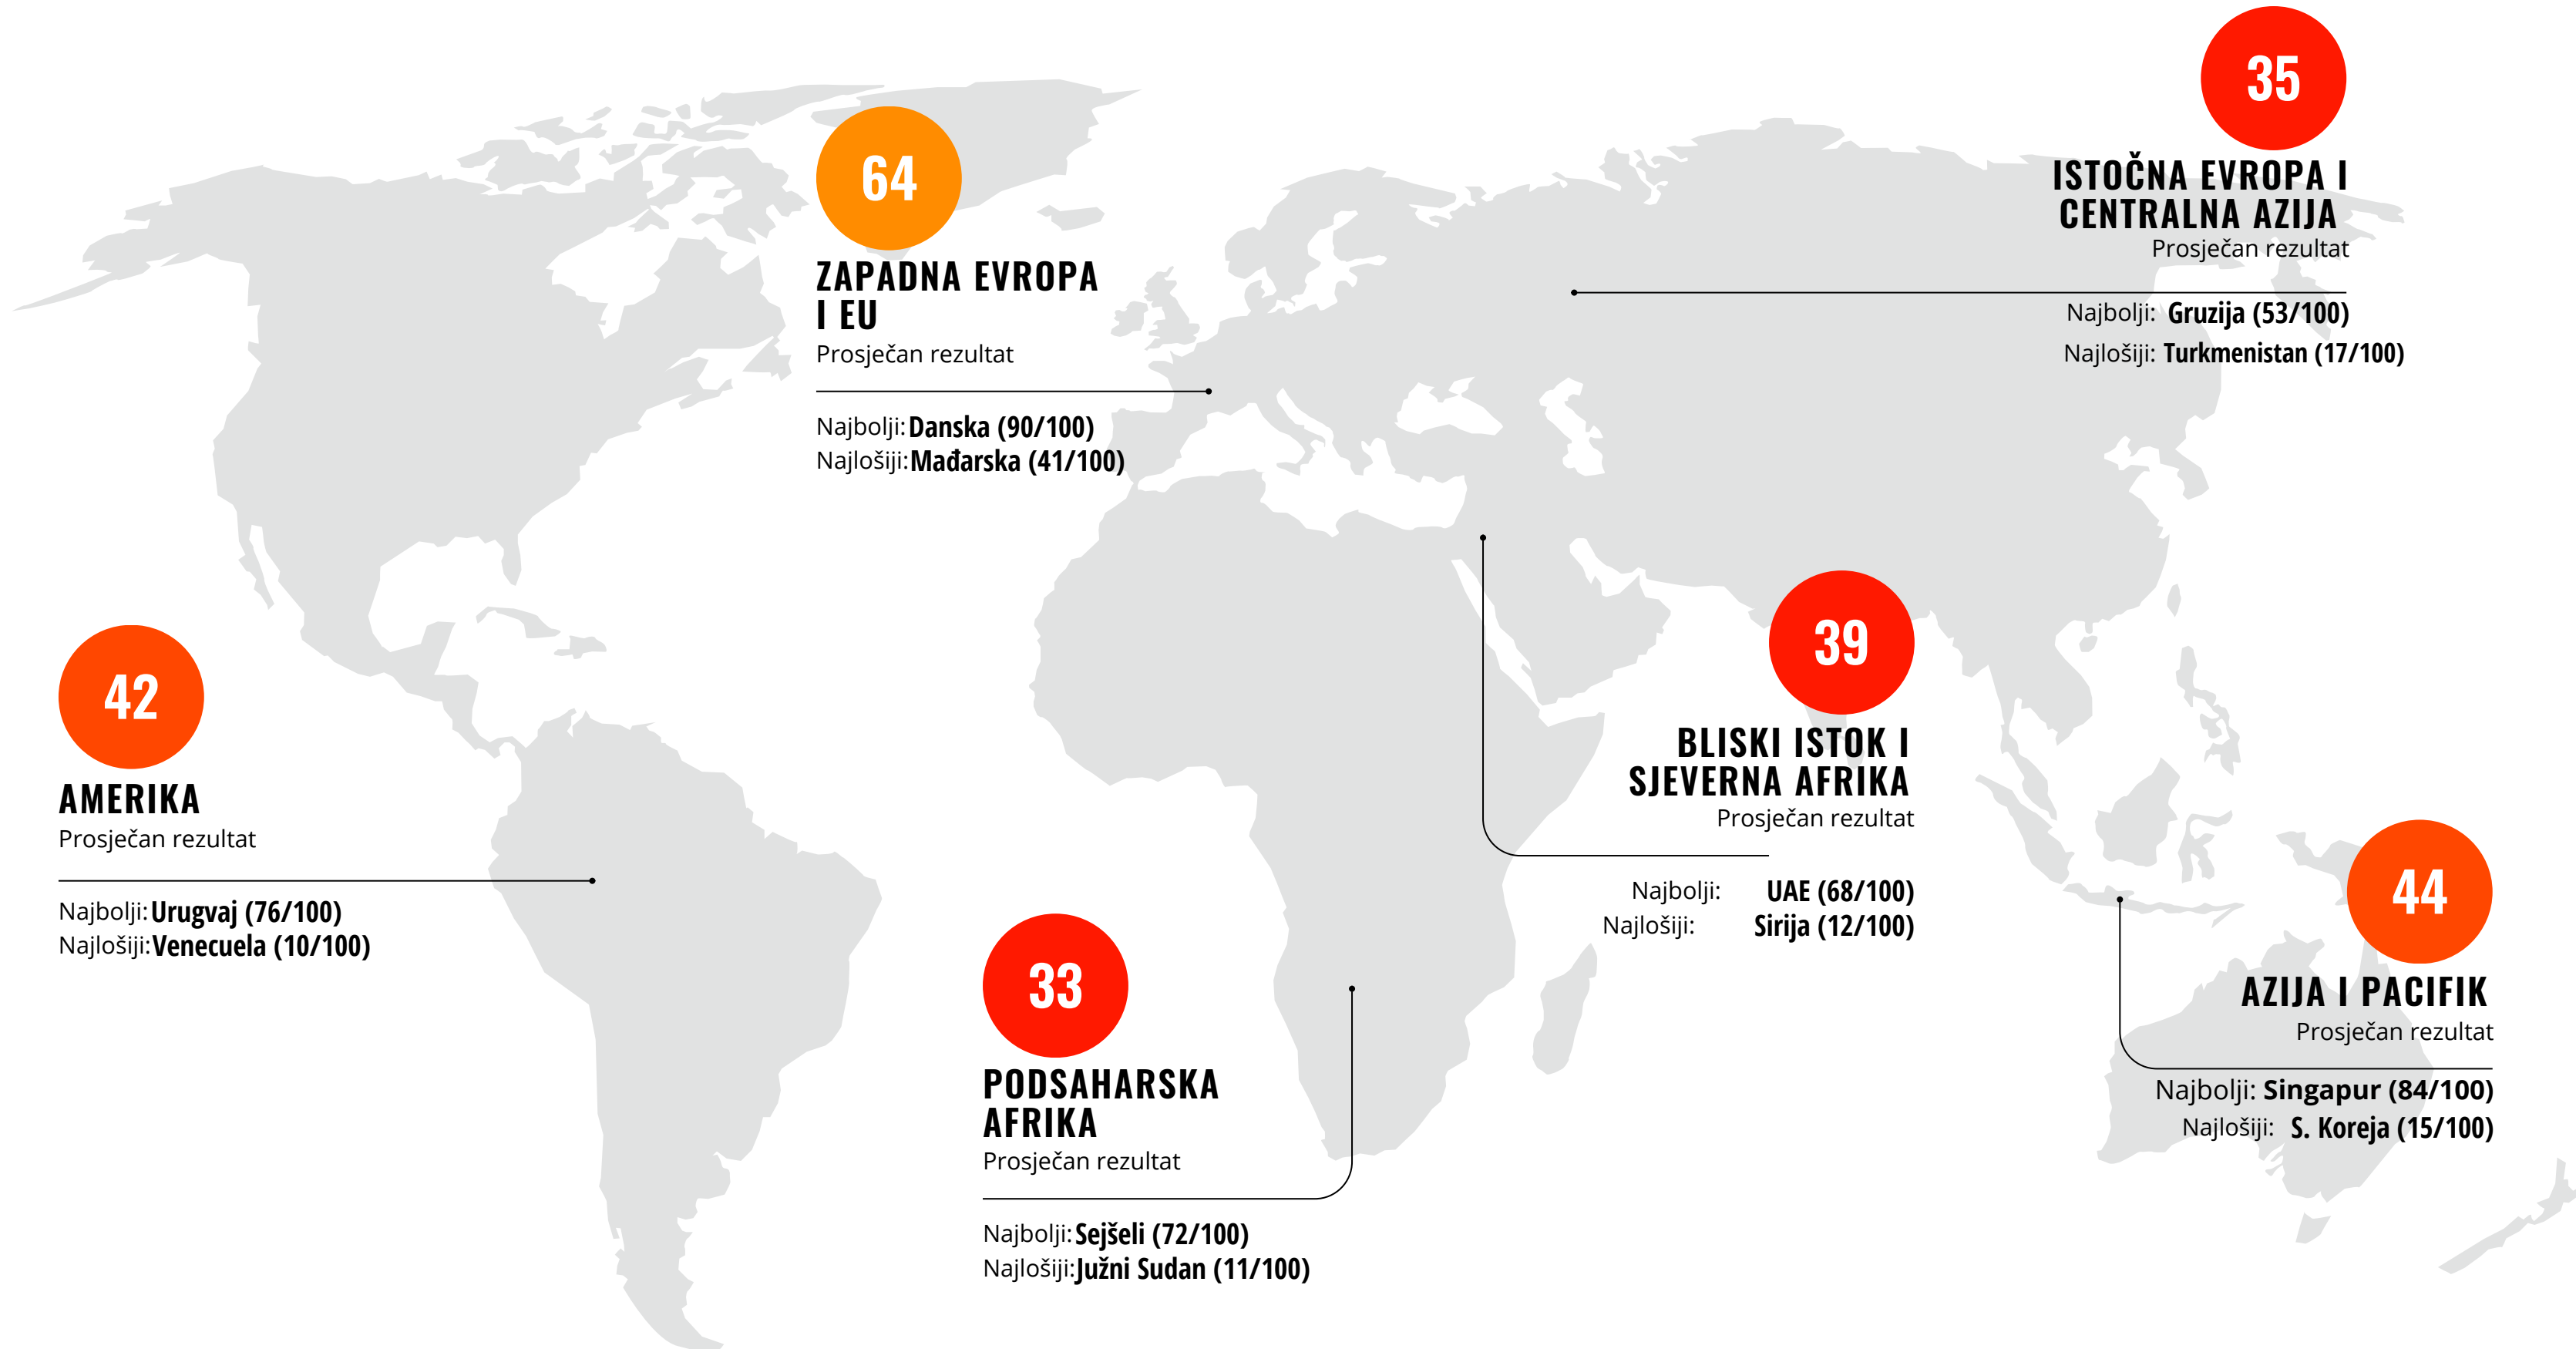 35
ISTOČNA EVROPA I
CENTRALNA AZIJA
Prosječan rezultat
Najbolji: Gruzija (53/100)
Najlošiji: Turkmenistan (17/100)
64
ZAPADNA EVROPA
I EU
Prosječan rezultat
Najbolji: Danska (90/100)
Najlošiji: Mađarska (41/100)
39
BLISKI ISTOK I
SJEVERNA AFRIKA
Prosječan rezultat
Najbolji: UAE (68/100)
Najlošiji: Sirija (12/100)
42
AMERIKA
Prosječan rezultat
Najbolji: Urugvaj (76/100)
Najlošiji: Venecuela (10/100)
44
AZIJA I PACIFIK
Prosječan rezultat
Najbolji: Singapur (84/100)
Najlošiji: S. Koreja (15/100)
33
PODSAHARSKA
AFRIKA
Prosječan rezultat
Najbolji: Sejšeli (72/100)
Najlošiji: Južni Sudan (11/100)